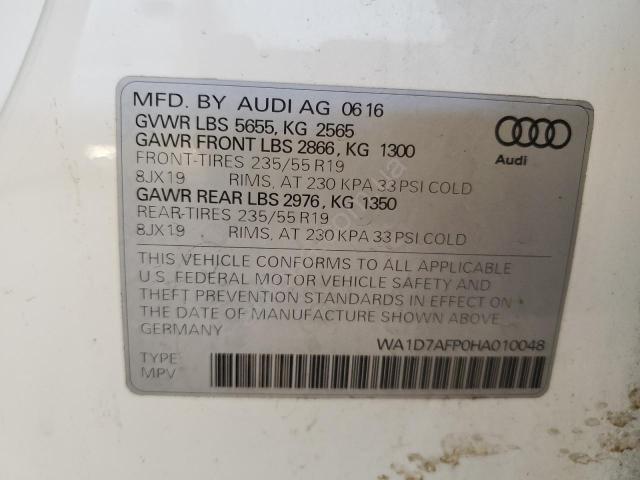 MFD. BY AUDI AG 06 16
GVWR LBS 5655, KG 2565
GAWR FRONT LBS 2866, KG 1300
FRONT-TIRES 235/55 R19
8JX19 RIMS, AT 230 KPA 33 PSI COLD
GAWR REAR LBS 2976, KG 1350
REAR-TIRES 235/55 R19
8JX19 RIMS, AT 230 KPA 33 PSI COLD
Audi
THIS VEHICLE CONFORMS TO ALL APPLICABLE
U.S. FEDERAL MOTOR VEHICLE SAFETY AND
THEFT PREVENTION STANDARDS IN EFFECT ON
THE DATE OF MANUFACTURE SHOWN ABOVE
GERMANY
WA1D7AFP0HA010048
TYPE:
MPV